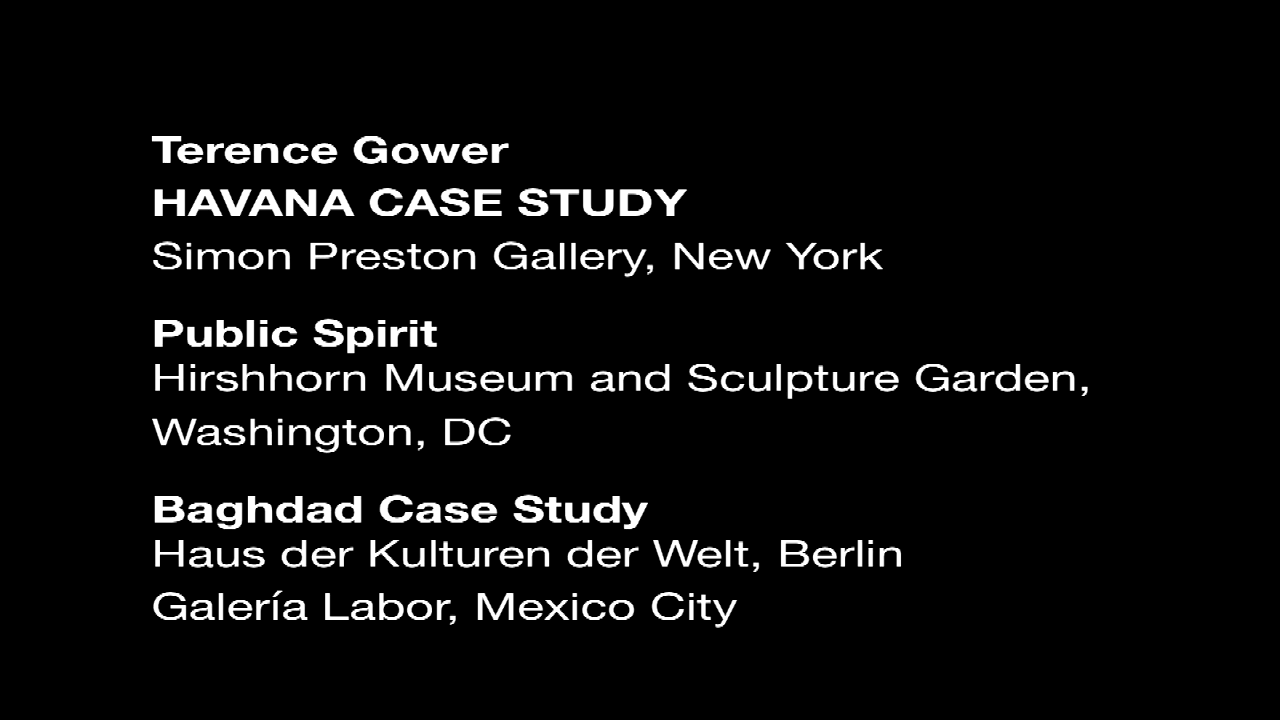 Terence Gower
HAVANA CASE STUDY
Simon Preston Gallery, New York
Public Spirit
Hirshhorn Museum and Sculpture Garden,
Washington, DC
Baghdad Case Study
Haus der Kulturen der Welt, Berlin
Galería Labor, Mexico City